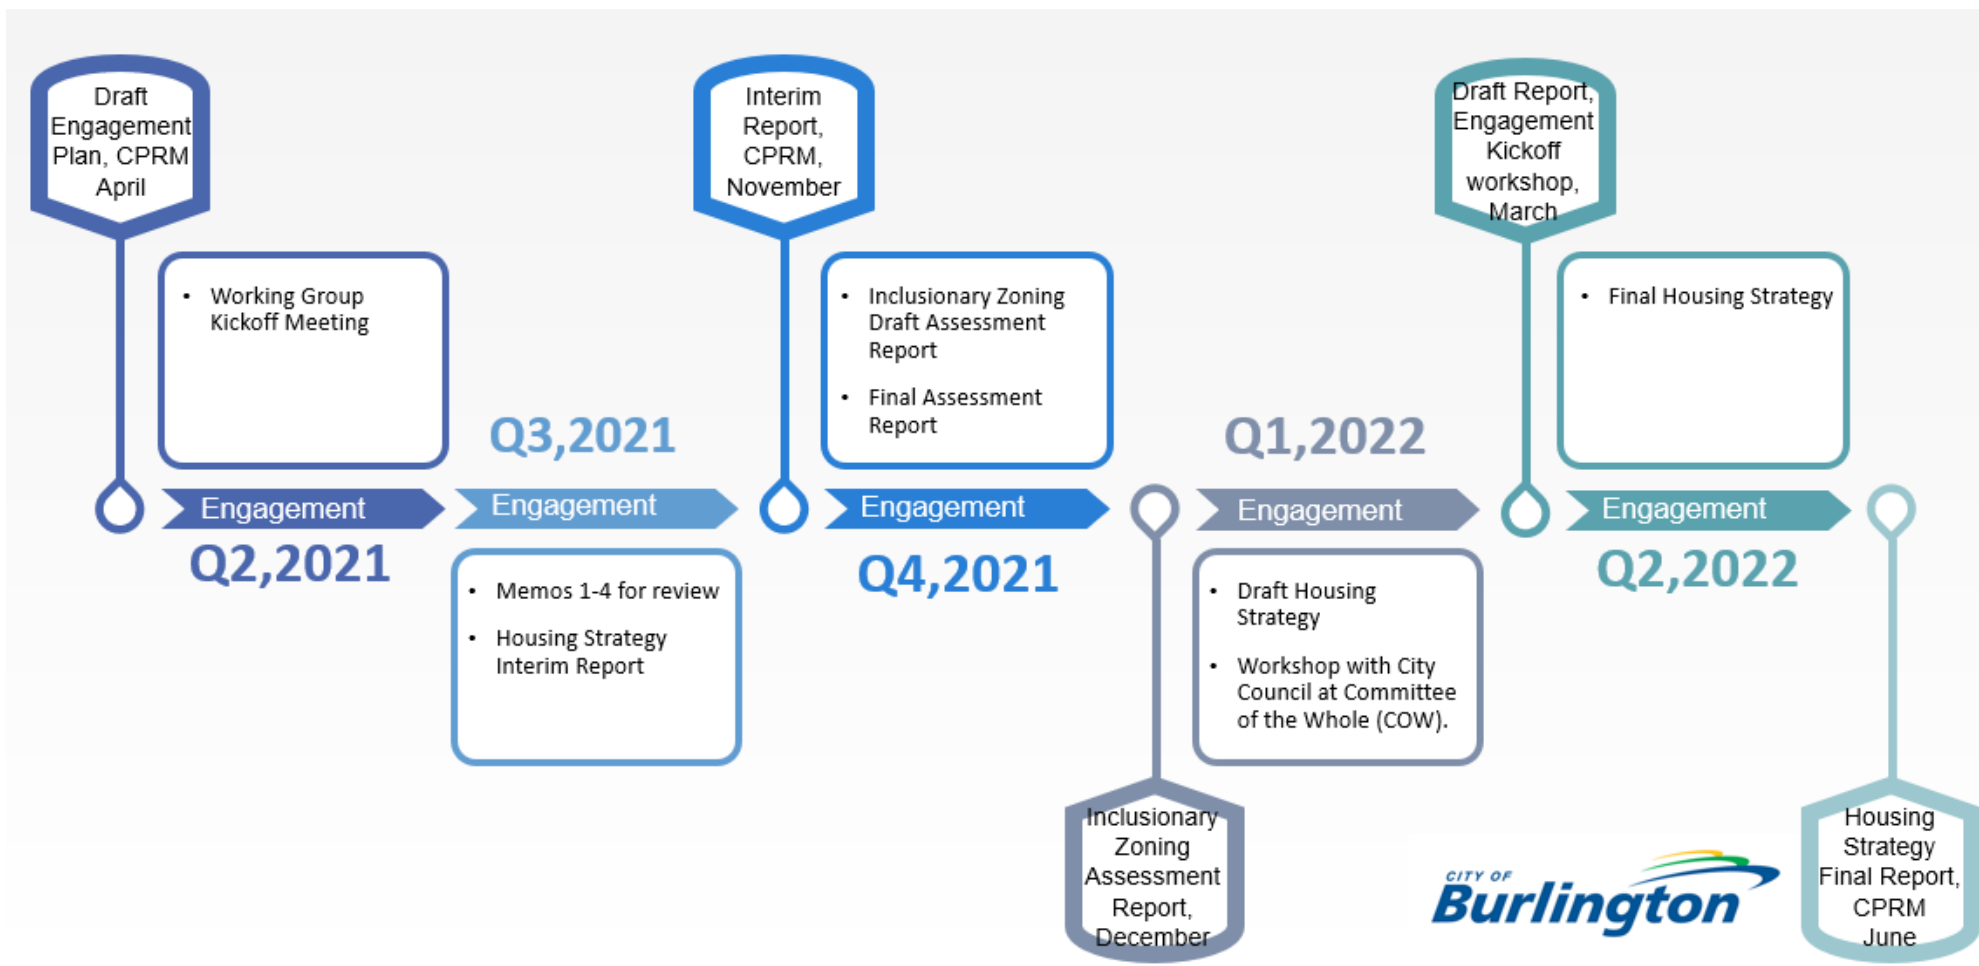 Draft
Engagement
Plan, CPRM
April
Interim
Report,
CPRM,
November
Draft Report,
Engagement
Kickoff
workshop,
March
• Working Group
Kickoff Meeting
• Inclusionary Zoning
Draft Assessment
Report
• Final Assessment
Report
• Final Housing Strategy
Q3,2021
Q1,2022
Engagement
Engagement
Engagement
Engagement
Engagement
Q2,2021
Q4,2021
Q2,2022
• Memos 1-4 for review
• Housing Strategy
Interim Report
• Draft Housing
Strategy
• Workshop with City
Council at Committee
of the Whole (COW).
Inclusionary
Zoning
Assessment
Report,
December
CITY OF
Burlington
Housing
Strategy
Final Report,
CPRM
June